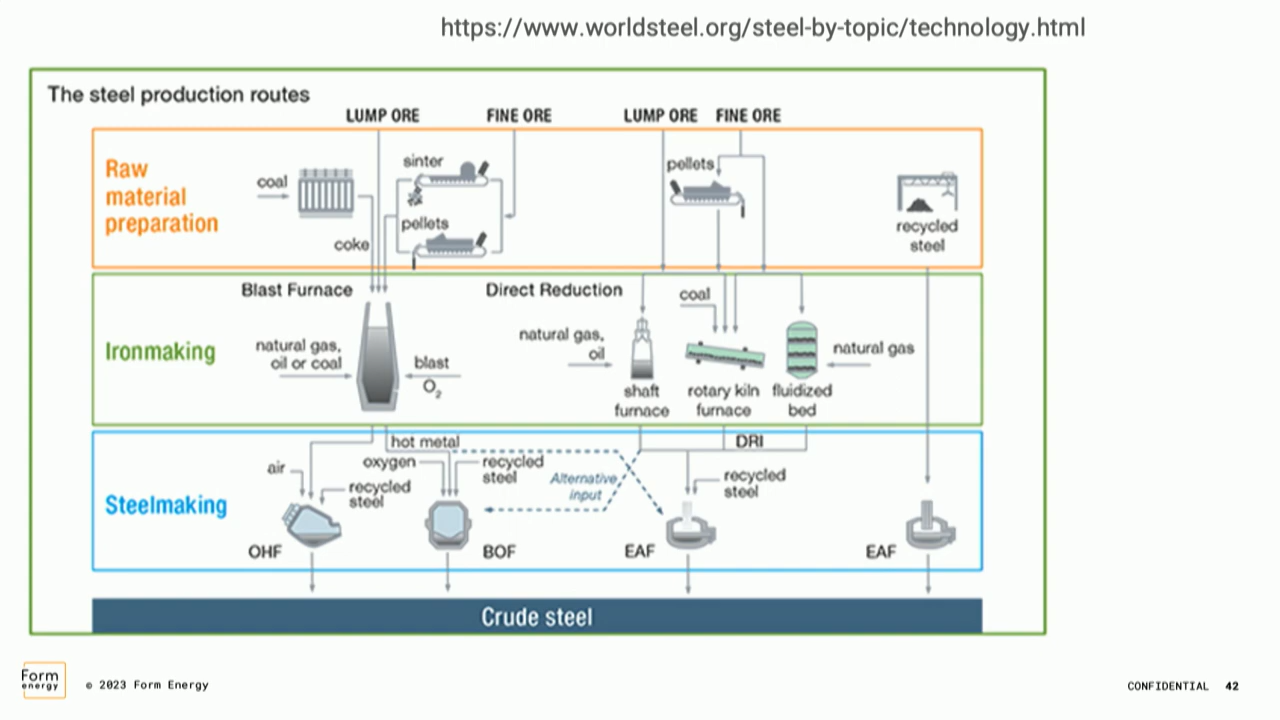 https://www.worldsteel.org/steel-by-topic/technology.html
The steel production routes
LUMP ORE
FINE ORE
LUMP ORE
FINE ORE
Raw
material
preparation
coal
coke
sinter
pellets
pellets
recycled
steel
Ironmaking
Blast Furnace
natural gas,
oil or coal
blast
O₂
Direct Reduction
natural gas,
oil
shaft
furnace
coal
rotary kiln
furnace
fluidized
bed
natural gas
Steelmaking
hot metal
air
recycled
steel
OHF
oxygen
recycled
steel
BOF
Alternative
input
DRI
recycled
steel
EAF
EAF
Crude steel
Form
energy
© 2023 Form Energy
CONFIDENTIAL 42